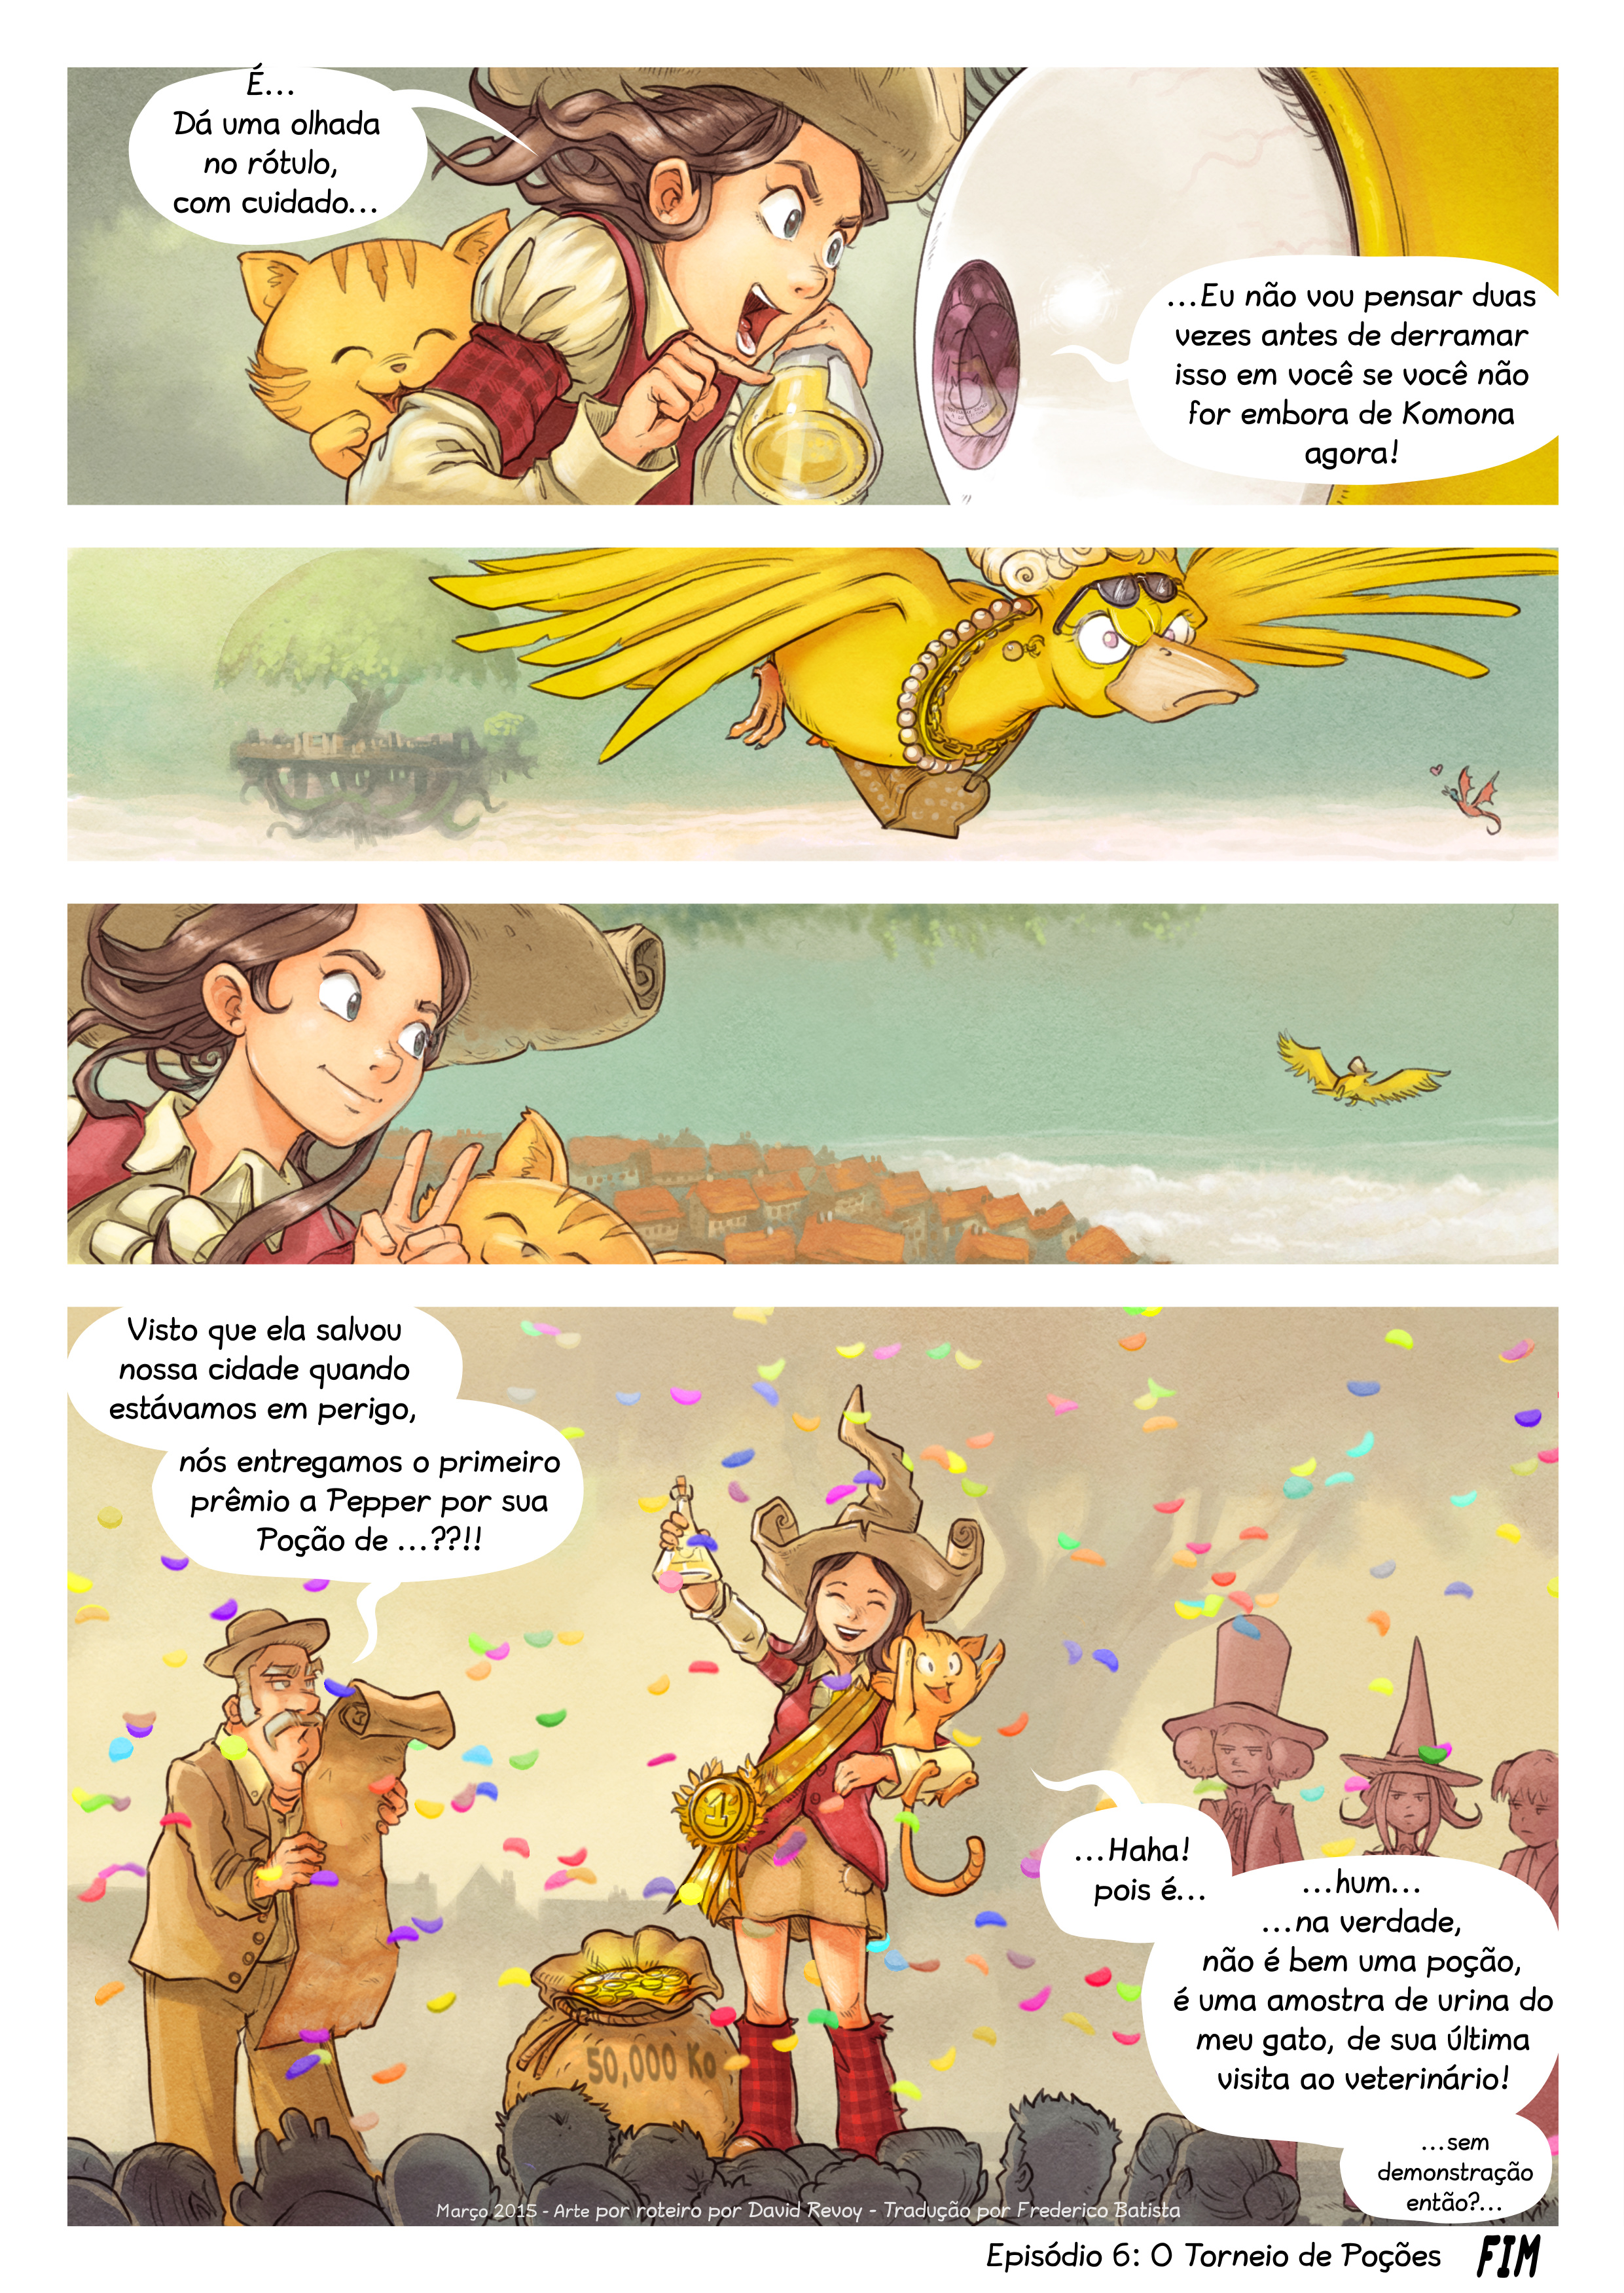 É...
Dá uma olhada
no rótulo,
com cuidado...
...Eu não vou pensar duas
vezes antes de derramar
isso em você se você não
for embora de Komona
agora!
Visto que ela salvou
nossa cidade quando
estávamos em perigo,
nós entregamos o primeiro
prêmio a Pepper por sua
Poção de ...??!!
1
...Haha!
pois é...
...hum...
...na verdade,
não é bem uma poção,
é uma amostra de urina do
meu gato, de sua última
visita ao veterinário!
50,000 Ko
...sem
demonstração
então?...
Março 2015 - Arte por roteiro por David Revoy - Tradução por Frederico Batista
Episódio 6: O Torneio de Poções FIM